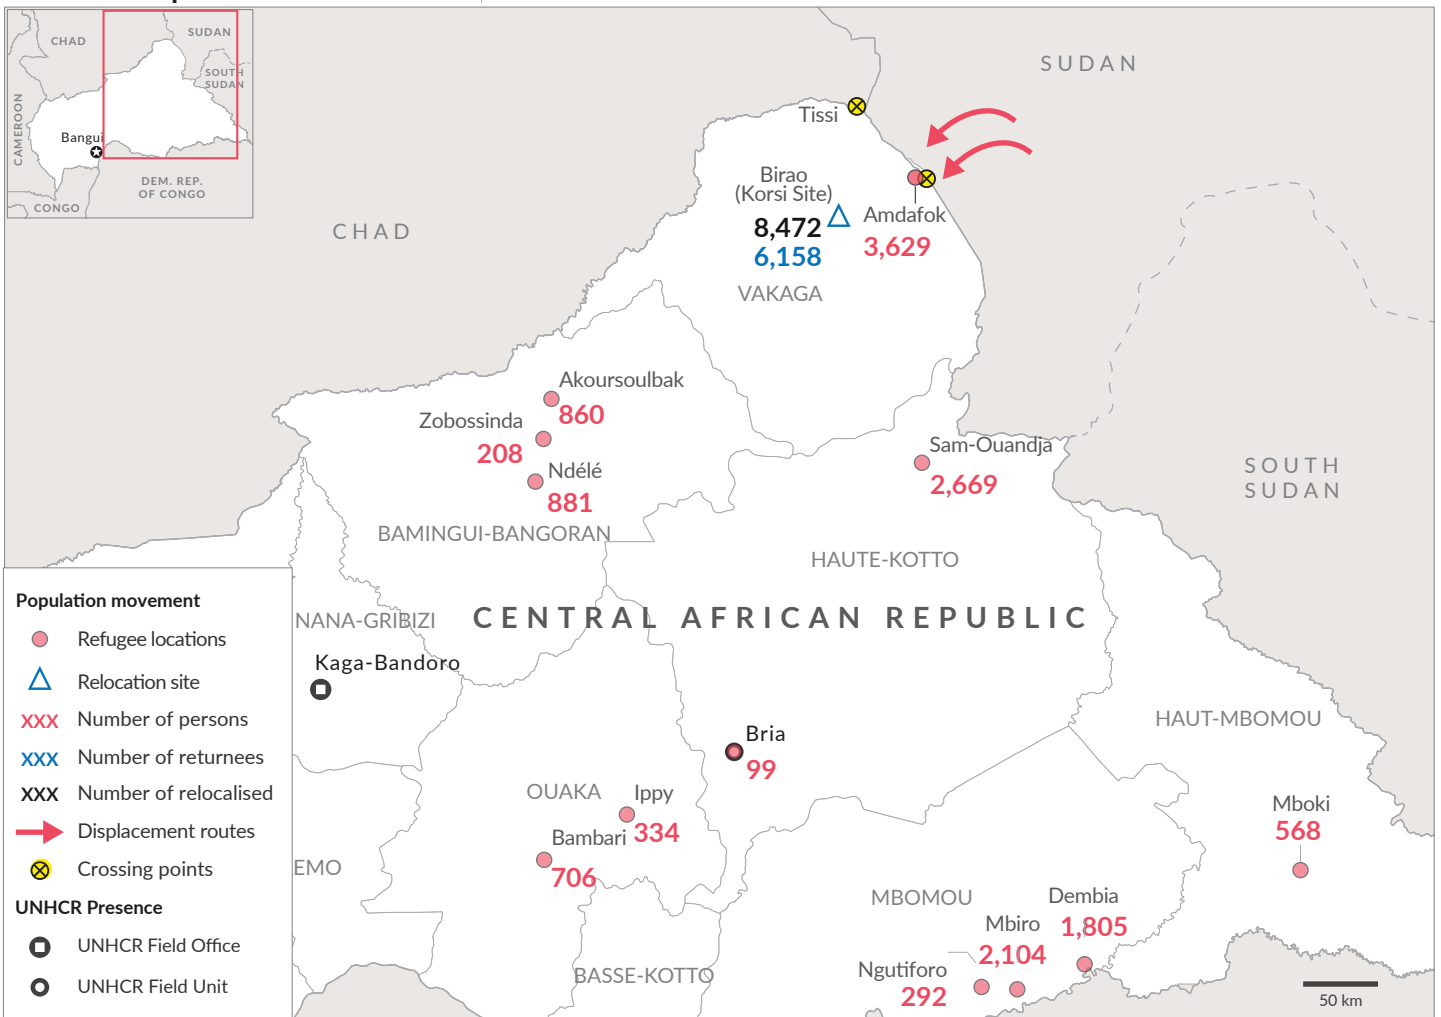 CHAD
SUDAN
SOUTH
SUDAN
CAMEROON
Bangui
DEM. REP.
OF CONGO
CONGO
SUDAN
Tissi
Birao
(Korsi Site)
8,472
6,158
Amdafok
3,629
CHAD
VAKAGA
Akoursoulbak
860
Zobossinda
208
Ndélé
881
Sam-Ouandja
2,669
SOUTH
SUDAN
BAMINGUI-BANGORAN
HAUTE-KOTTO
CENTRAL AFRICAN REPUBLIC
NANA-GRIBIZI
Kaga-Bandoro
HAUT-MBOMOU
Bria
99
OUAKA
Ippy
334
Bambari
706
Mboki
568
EMO
MBOMOU
Dembia
1,805
Mbiro
2,104
Ngutiforo
292
BASSE-KOTTO
50 km
Population movement
Refugee locations
Relocation site
XXX Number of persons
XXX Number of returnees
XXX Number of relocalised
Displacement routes
Crossing points
UNHCR Presence
UNHCR Field Office
UNHCR Field Unit